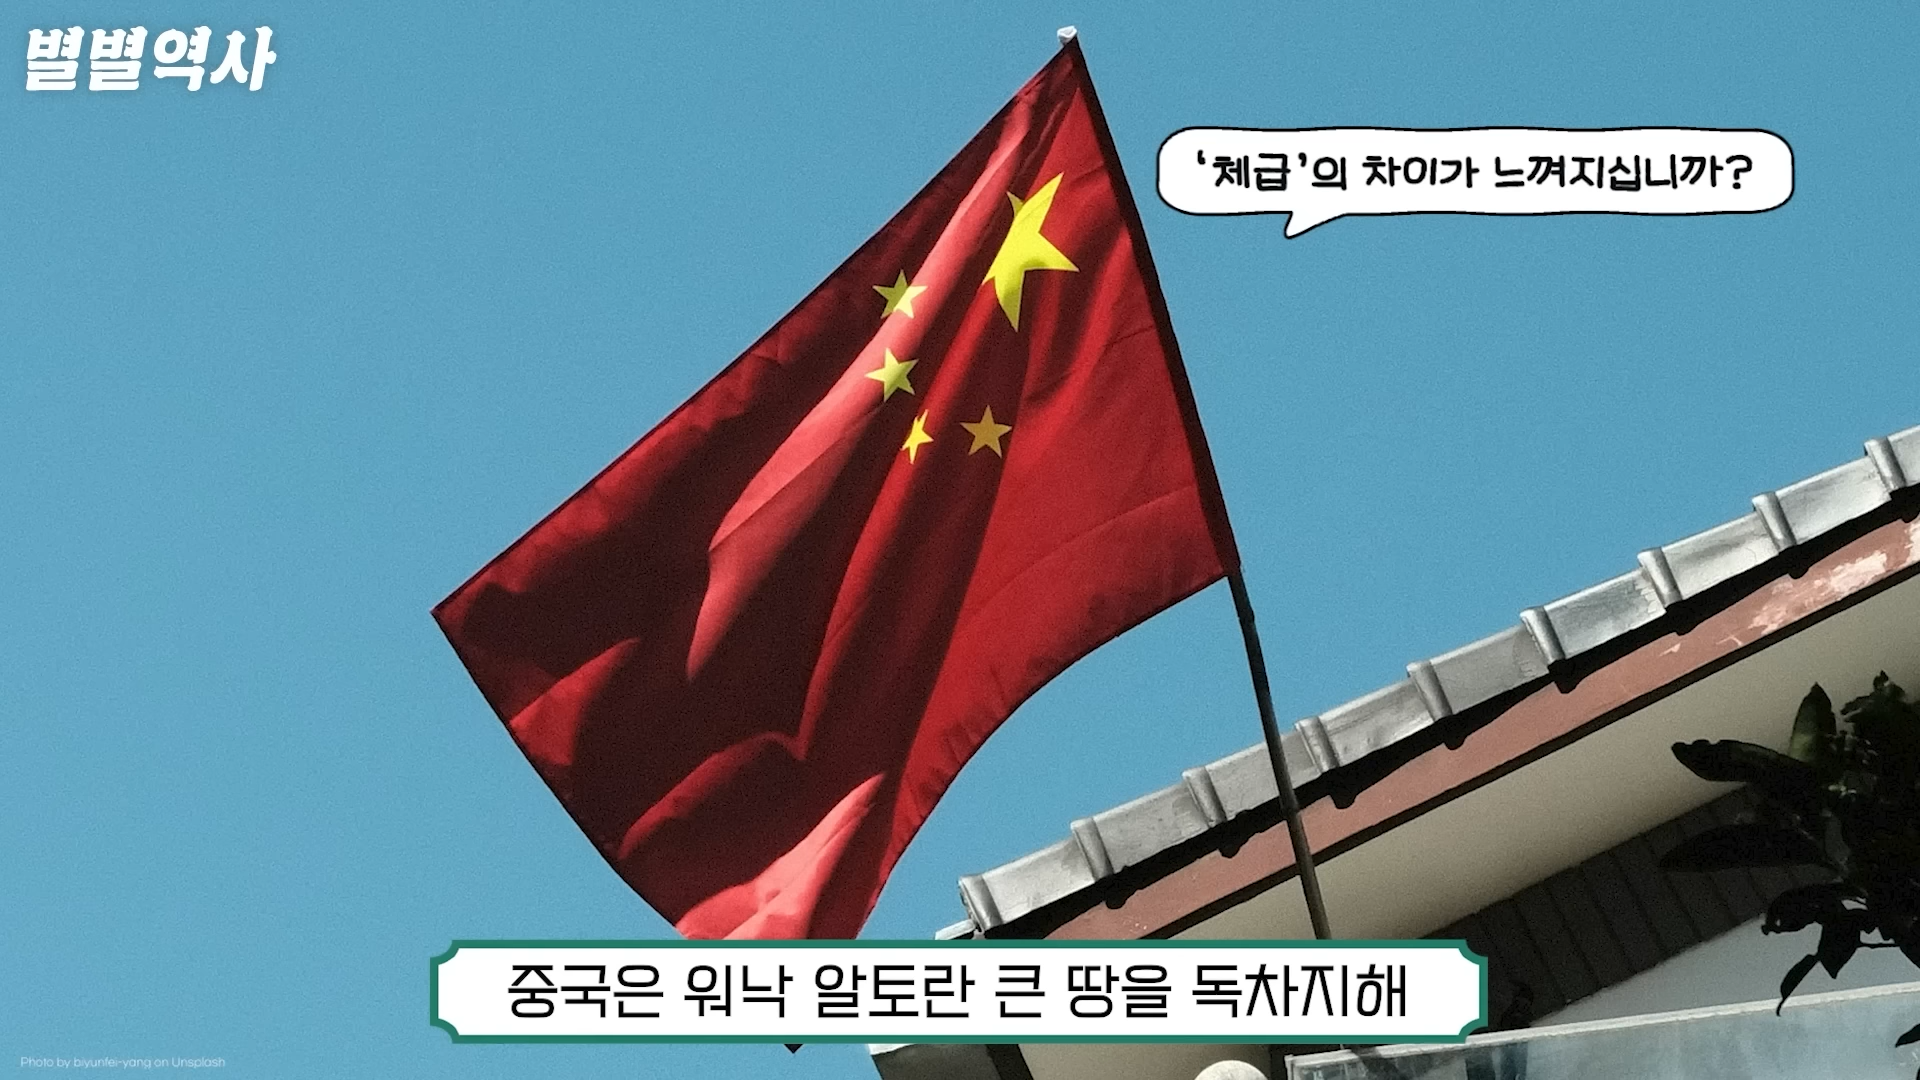 별별역사
‘체급’의 차이가 느껴지십니까?
중국은 워낙 알토란 큰 땅을 독차지해
Photo by biyunfei-yang on Unsplash